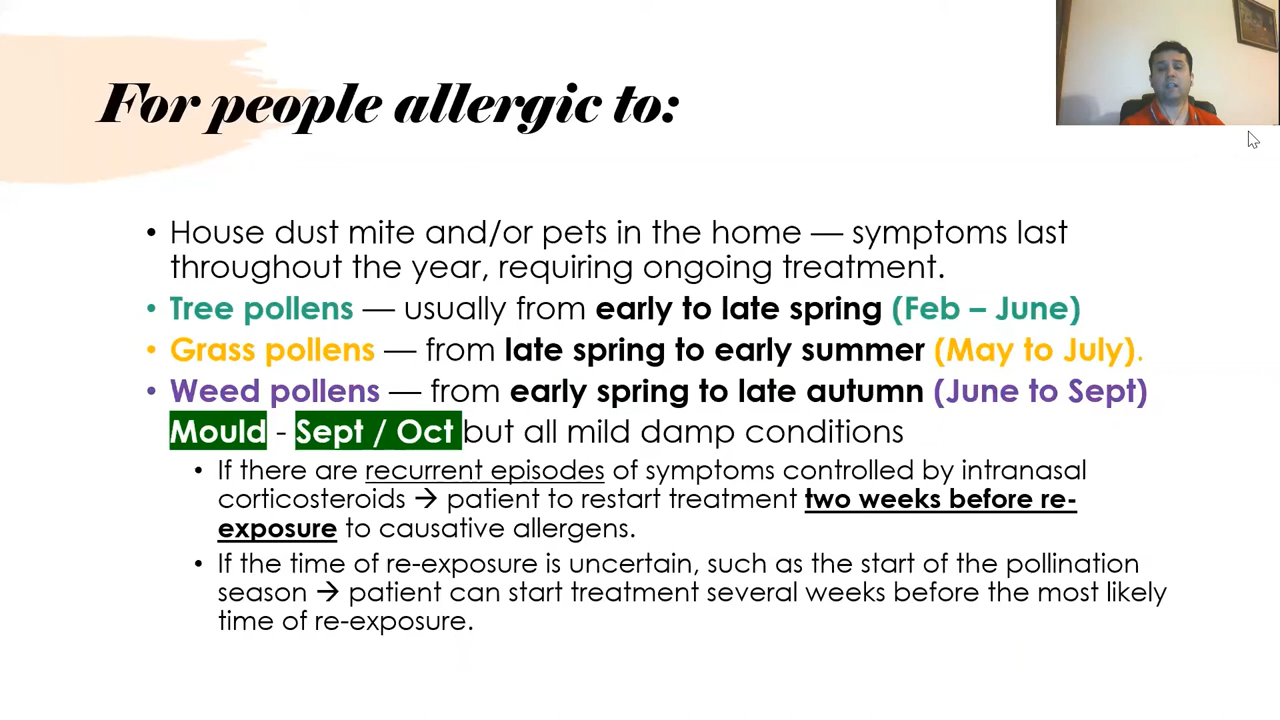 For people allergic to:
• House dust mite and/or pets in the home — symptoms last
throughout the year, requiring ongoing treatment.
• Tree pollens — usually from early to late spring (Feb – June)
• Grass pollens — from late spring to early summer (May to July).
• Weed pollens — from early spring to late autumn (June to Sept)
Mould - Sept / Oct but all mild damp conditions
• If there are recurrent episodes of symptoms controlled by intranasal
corticosteroids → patient to restart treatment two weeks before re-
exposure to causative allergens.
• If the time of re-exposure is uncertain, such as the start of the pollination
season → patient can start treatment several weeks before the most likely
time of re-exposure.